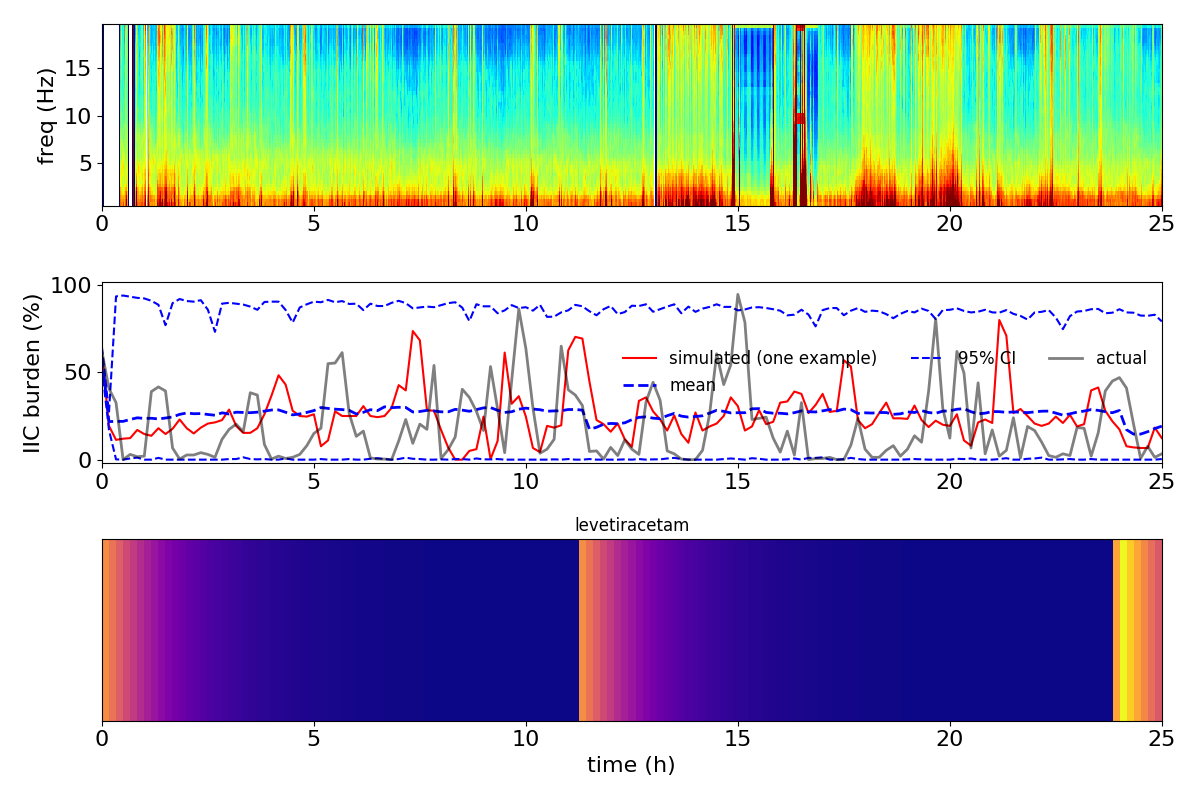 freq (Hz)
15
10
5
0 5 10 15 20 25
IIC burden (%)
100
50
0
simulated (one example) 95% CI actual
mean
0 5 10 15 20 25
levetiracetam
0 5 10 15 20 25
time (h)